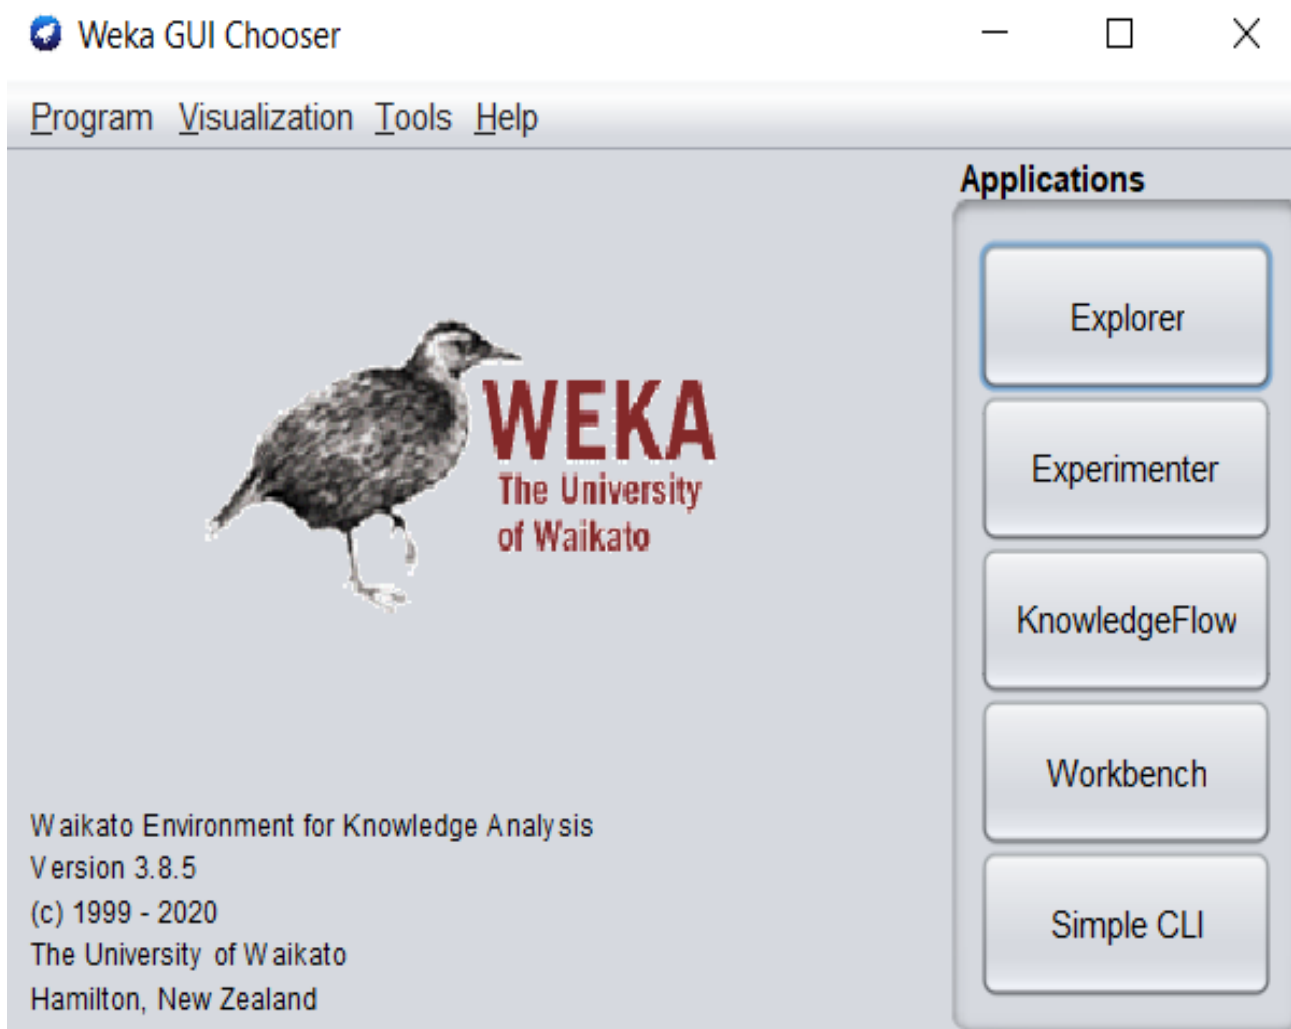 Weka GUI Chooser
Program Visualization Tools Help
Applications
Explorer
Experimenter
KnowledgeFlow
Workbench
Simple CLI
WEKA
The University
of Waikato
Waikato Environment for Knowledge Analysis
Version 3.8.5
(c) 1999 - 2020
The University of Waikato
Hamilton, New Zealand